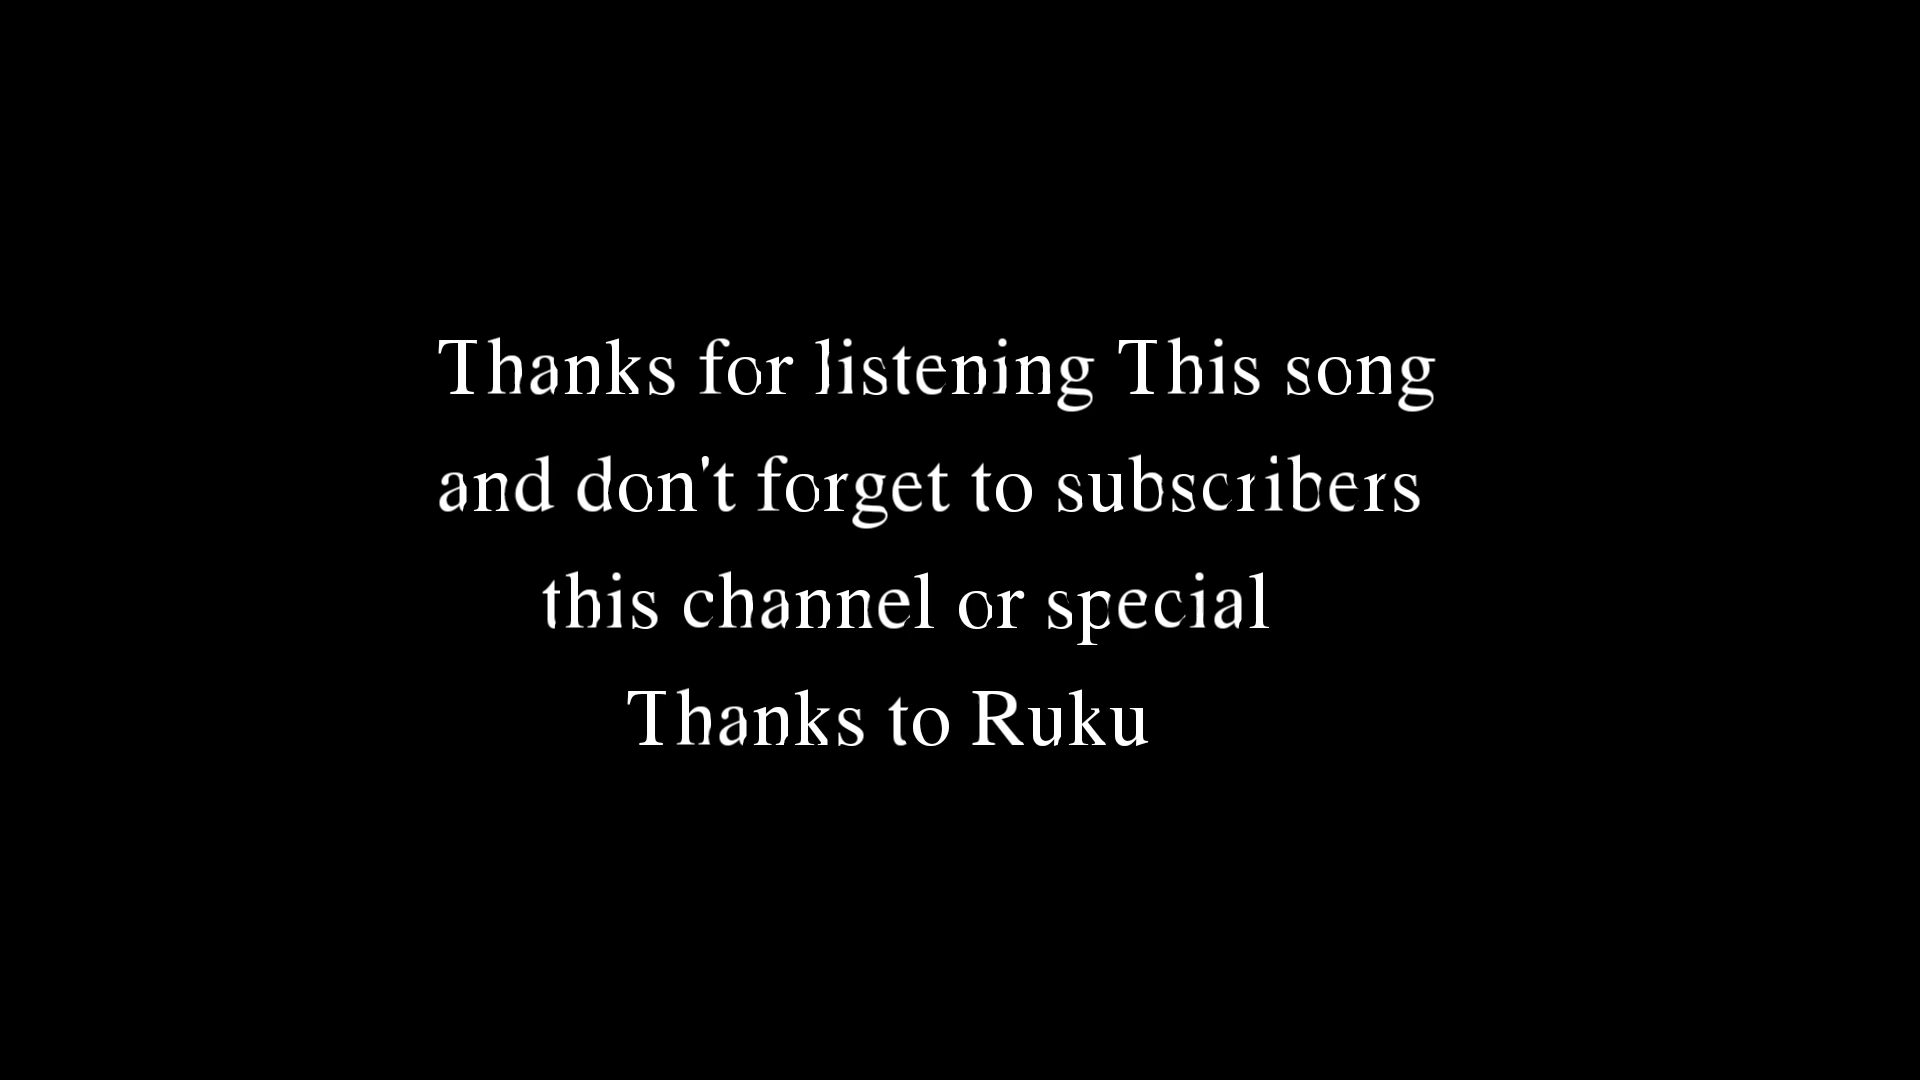 Thanks for listening This song
and don't forget to subscribers
this channel or special
Thanks to Ruku